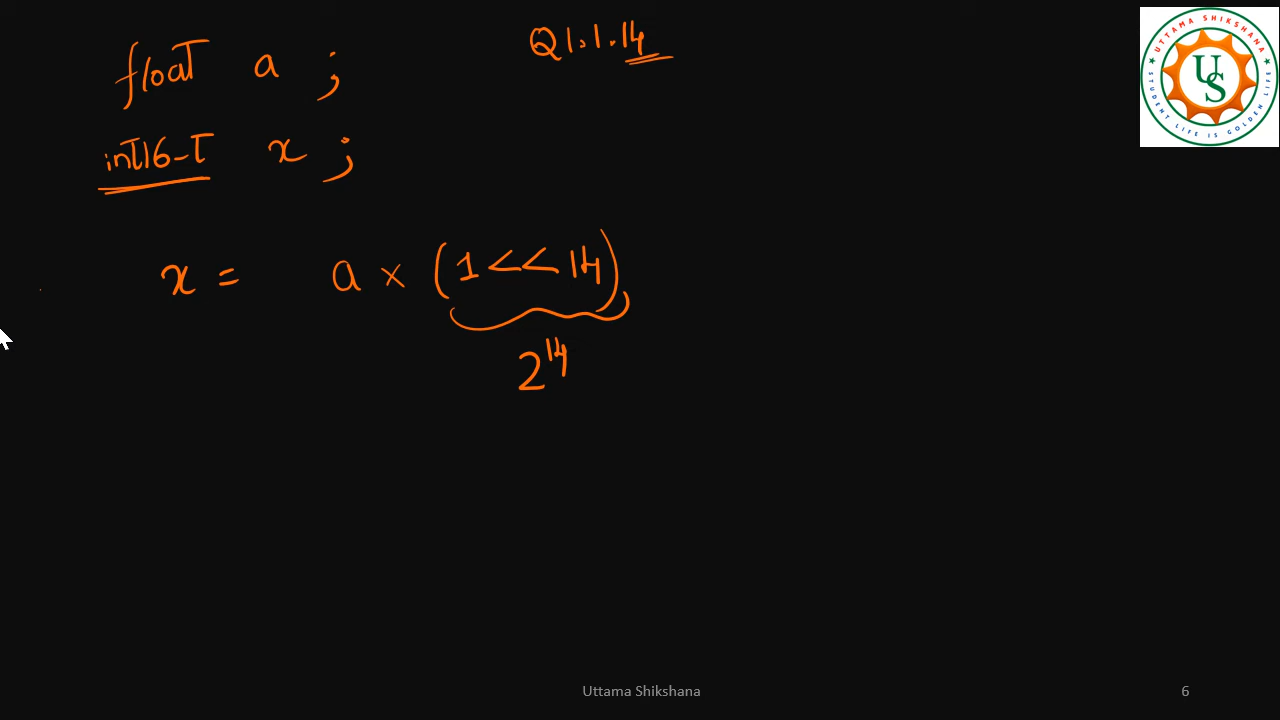 Q1.1.14
float a ;
int16_t x ;
x = a × (1<<14)
2^14
UTTAMA SHIKSHANA
US
STUDENT LIFE IS GOLDEN LIFE
Uttama Shikshana
6